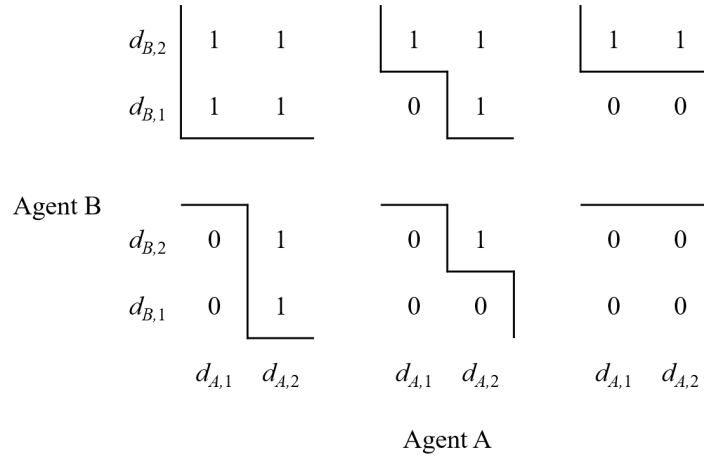 d_{B,2} 1 1 1 1 1 1
d_{B,1} 1 1 0 1 0 0
Agent B
d_{B,2} 0 1 0 1 0 0
d_{B,1} 0 1 0 0 0 0
d_{A,1} d_{A,2} d_{A,1} d_{A,2} d_{A,1} d_{A,2}
Agent A